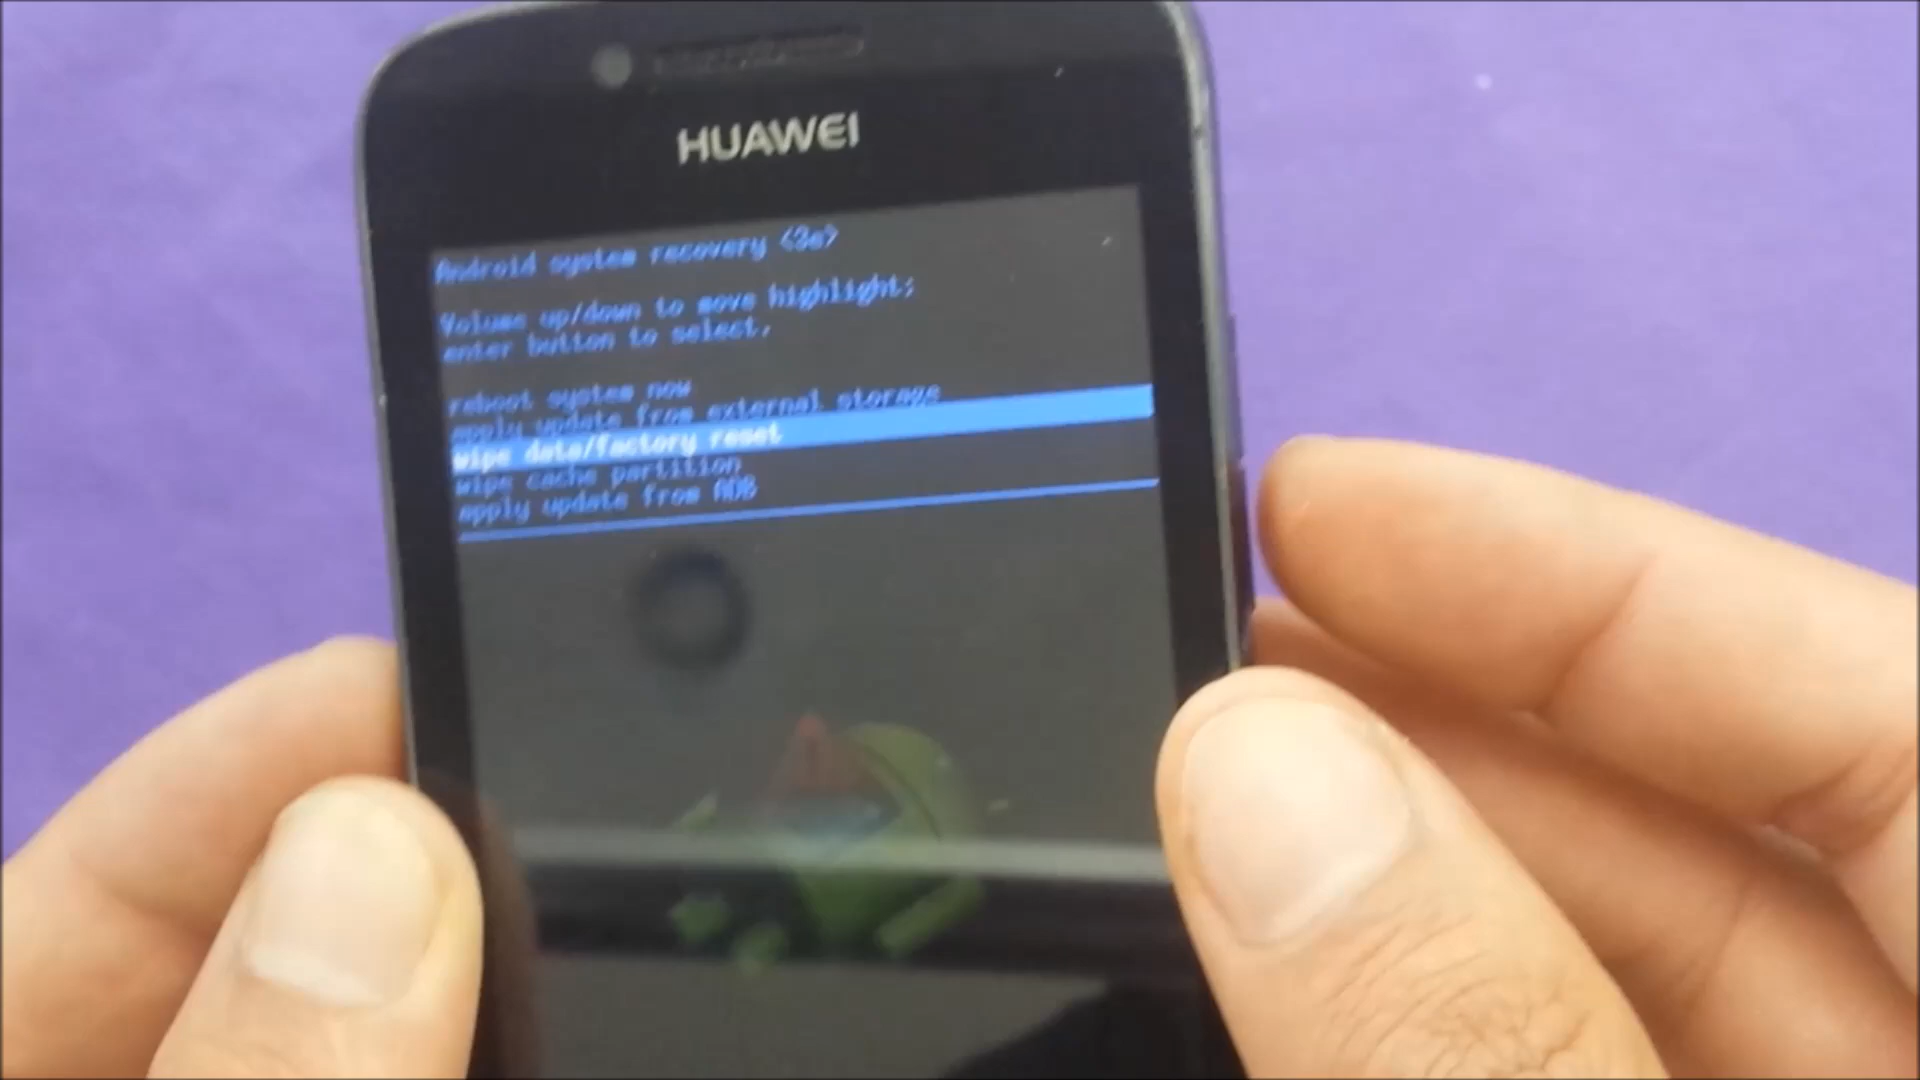 HUAWEI
Android system recovery <3e>
Volume up/down to move highlight;
enter button to select.
reboot system now
apply update from external storage
wipe data/factory reset
wipe cache partition
apply update from ADB